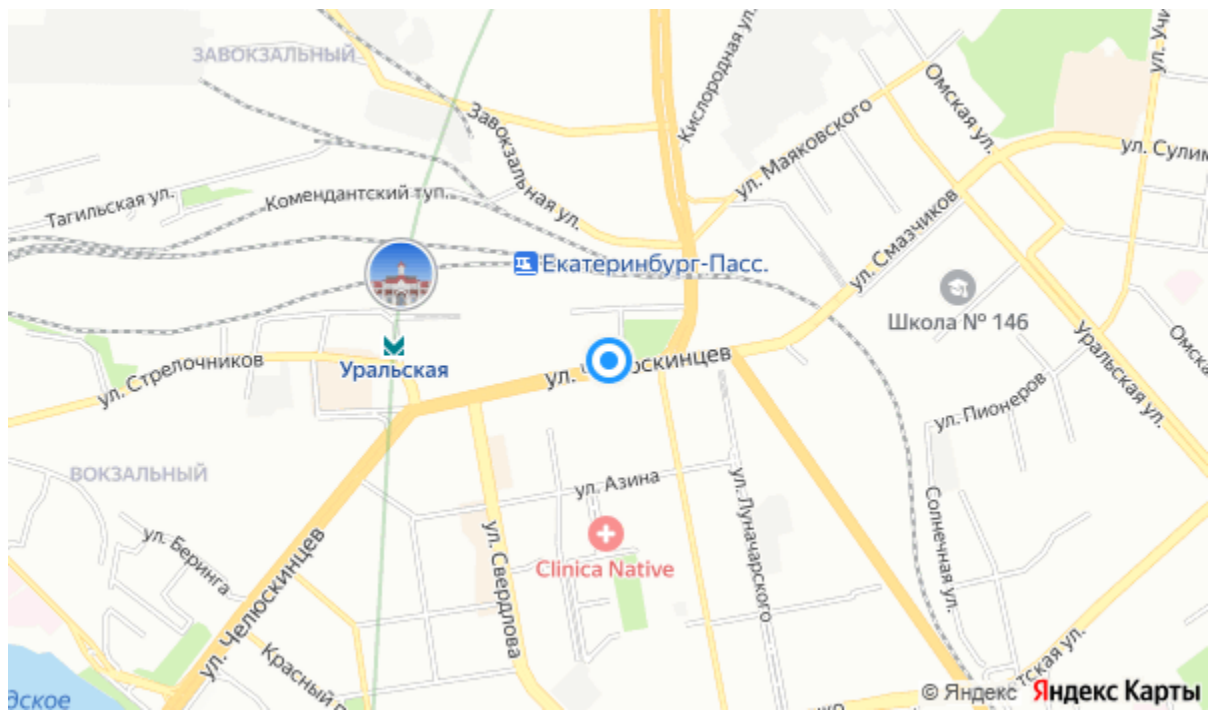 ЗАВОКЗАЛЬНЫЙ
Кислородная ул.
Омская ул.
Завокзальная ул.
ул. Маяковского
ул. Сулим
Тагильская ул.
Комендантский туп.
Екатеринбург-Пасс.
ул. Смазчиков
Школа № 146
ул. Стрелочников
Уральская
Уральская ул.
ул. Пионеров
ВОКЗАЛЬНЫЙ
ул. Азина
ул. Луначарского
Солнечная ул.
ул. Беринга
ул. Челюскинцев
ул. Свердлова
Clinica Native
© Яндекс Яндекс Карты